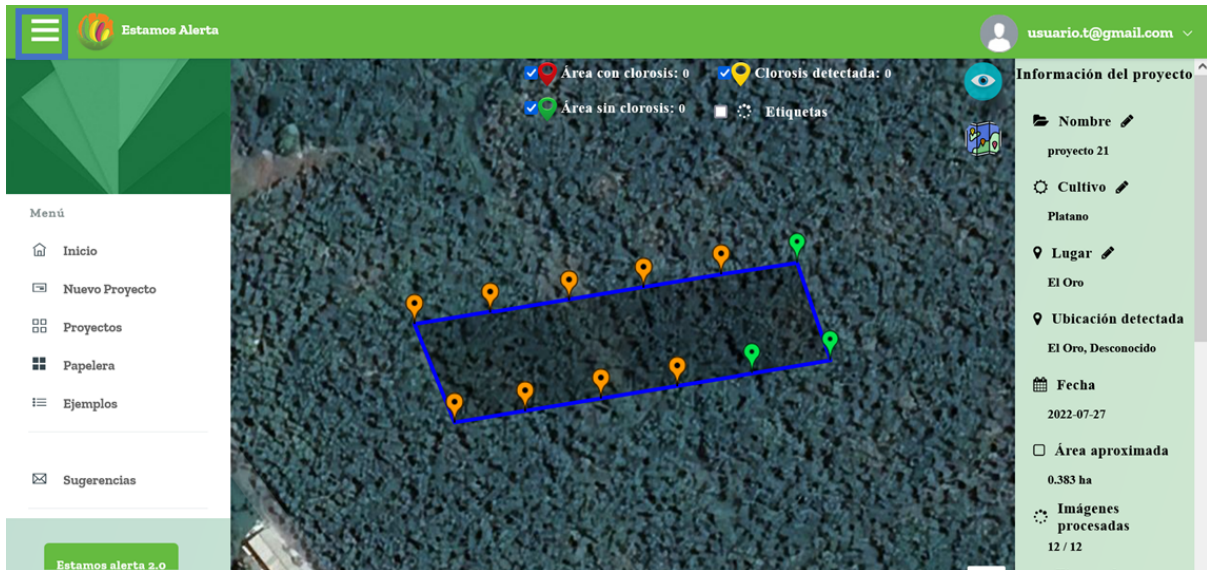 Estamos Alerta
usuario.t@gmail.com
Menú
Inicio
Nuevo Proyecto
Proyectos
Papelera
Ejemplos
Sugerencias
Estamos alerta 2.0
Área con clorosis: 0
Clorosis detectada: 0
Área sin clorosis: 0
Etiquetas
Información del proyecto
Nombre
proyecto 21
Cultivo
Platano
Lugar
El Oro
Ubicación detectada
El Oro, Desconocido
Fecha
2022-07-27
Área aproximada
0.383 ha
Imágenes
procesadas
12 / 12